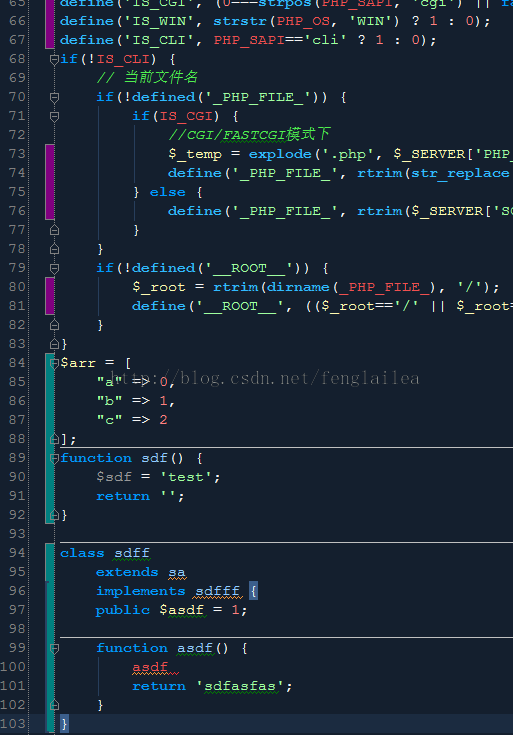 65 define('IS_CGI', (0===strpos(PHP_SAPI, 'cgi') ||
66 define('IS_WIN', strstr(PHP_OS, 'WIN') ? 1 : 0);
67 define('IS_CLI', PHP_SAPI=='cli' ? 1 : 0);
68 if(!IS_CLI) {
69 // 当前文件名
70 if(!defined('_PHP_FILE_')) {
71 if(IS_CGI) {
72 //CGI/FASTCGI模式下
73 $_temp = explode('.php', $_SERVER['PHP_
74 define('_PHP_FILE_', rtrim(str_replace
75 } else {
76 define('_PHP_FILE_', rtrim($_SERVER['SC
77 }
78 }
79 if(!defined('__ROOT__')) {
80 $_root = rtrim(dirname(_PHP_FILE_), '/');
81 define('__ROOT__', (($_root=='/' || $_root=
82 }
83 }
84 $arr = [
85 "a" => 0,
http://blog.csdn.net/fenglailea
86 "b" => 1,
87 "c" => 2
88 ];
89 function sdf() {
90 $sdf = 'test';
91 return '';
92 }
93
94 class sdff
95 extends sa
96 implements sdfff {
97 public $asdf = 1;
98
99 function asdf() {
100 asdf
101 return 'sdfasfas';
102 }
103 }